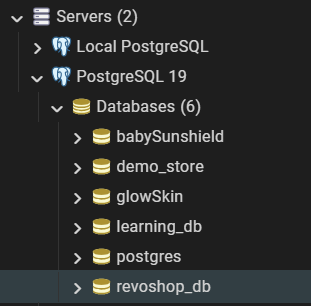 Servers (2)
Local PostgreSQL
PostgreSQL 19
Databases (6)
babySunshield
demo_store
glowSkin
learning_db
postgres
revoshop_db